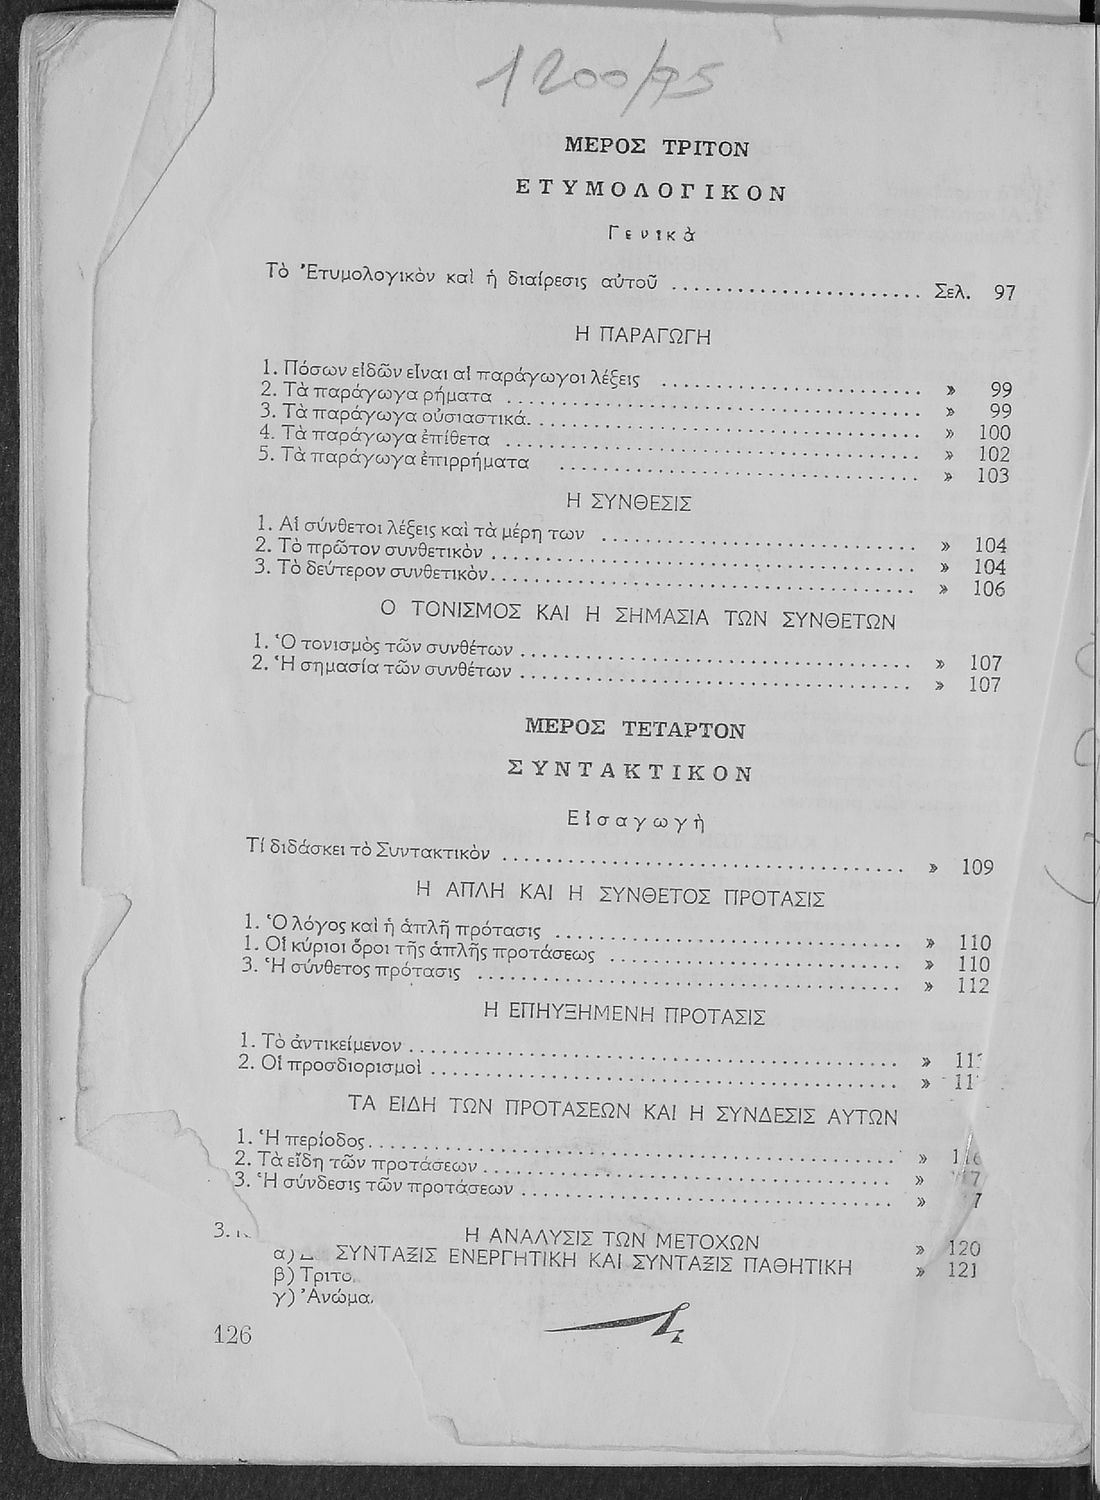 1200/95
ΜΕΡΟΣ ΤΡΙΤΟΝ
ΕΤΥΜΟΛΟΓΙΚΟΝ
Γενικὰ
Τὸ Ἐτυμολογικὸν καὶ ἡ διαίρεσις αὐτοῦ ........................ Σελ. 97
Η ΠΑΡΑΓΩΓΗ
1. Πόσων εἰδῶν εἶναι αἱ παράγωγοι λέξεις ........................ » 99
2. Τὰ παράγωγα ρήματα ........................ » 99
3. Τὰ παράγωγα οὐσιαστικά ........................ » 100
4. Τὰ παράγωγα ἐπίθετα ........................ » 102
5. Τὰ παράγωγα ἐπιρρήματα ........................ » 103
Η ΣΥΝΘΕΣΙΣ
1. Αἱ σύνθετοι λέξεις καὶ τὰ μέρη των ........................ » 104
2. Τὸ πρῶτον συνθετικὸν ........................ » 104
3. Τὸ δεύτερον συνθετικὸν ........................ » 106
Ο ΤΟΝΙΣΜΟΣ ΚΑΙ Η ΣΗΜΑΣΙΑ ΤΩΝ ΣΥΝΘΕΤΩΝ
1. Ὁ τονισμὸς τῶν συνθέτων ........................ » 107
2. Ἡ σημασία τῶν συνθέτων ........................ » 107
ΜΕΡΟΣ ΤΕΤΑΡΤΟΝ
ΣΥΝΤΑΚΤΙΚΟΝ
Εἰσαγωγὴ
Τί διδάσκει τὸ Συντακτικὸν ........................ » 109
Η ΑΠΛΗ ΚΑΙ Η ΣΥΝΘΕΤΟΣ ΠΡΟΤΑΣΙΣ
1. Ὁ λόγος καὶ ἡ ἁπλῆ πρότασις ........................ » 110
1. Οἱ κύριοι ὅροι τῆς ἁπλῆς προτάσεως ........................ » 110
3. Ἡ σύνθετος πρότασις ........................ » 112
Η ΕΠΗΥΞΗΜΕΝΗ ΠΡΟΤΑΣΙΣ
1. Τὸ ἀντικείμενον ........................ »
2. Οἱ προσδιορισμοὶ ........................ »
ΤΑ ΕΙΔΗ ΤΩΝ ΠΡΟΤΑΣΕΩΝ ΚΑΙ Η ΣΥΝΔΕΣΙΣ ΑΥΤΩΝ
1. Ἡ περίοδος ........................ »
2. Τὰ εἴδη τῶν προτάσεων ........................ »
3. Ἡ σύνδεσις τῶν προτάσεων ........................ »
3. Η ΑΝΑΛΥΣΙΣ ΤΩΝ ΜΕΤΟΧΩΝ » 120
α) ΣΥΝΤΑΞΙΣ ΕΝΕΡΓΗΤΙΚΗ ΚΑΙ ΣΥΝΤΑΞΙΣ ΠΑΘΗΤΙΚΗ » 121
β) Τριτο
γ) Ἀνώμα
126